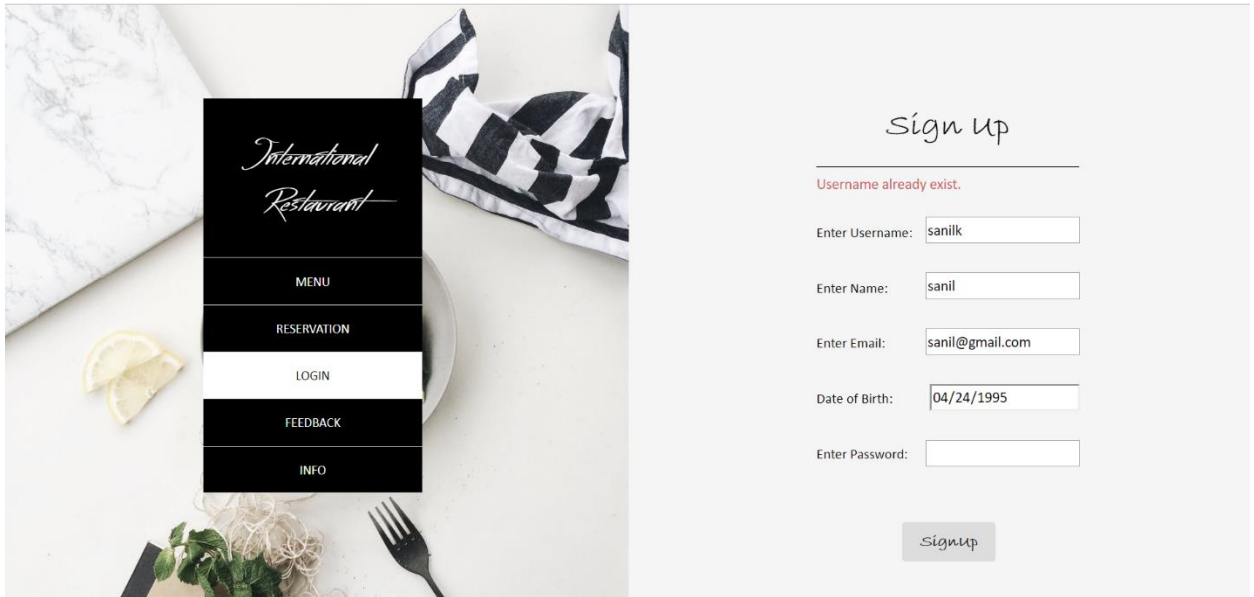 International
Restaurant
MENU
RESERVATION
LOGIN
FEEDBACK
INFO
Sign Up
Username already exist.
Enter Username: sanilk
Enter Name: sanil
Enter Email: sanil@gmail.com
Date of Birth: 04/24/1995
Enter Password:
SignUp